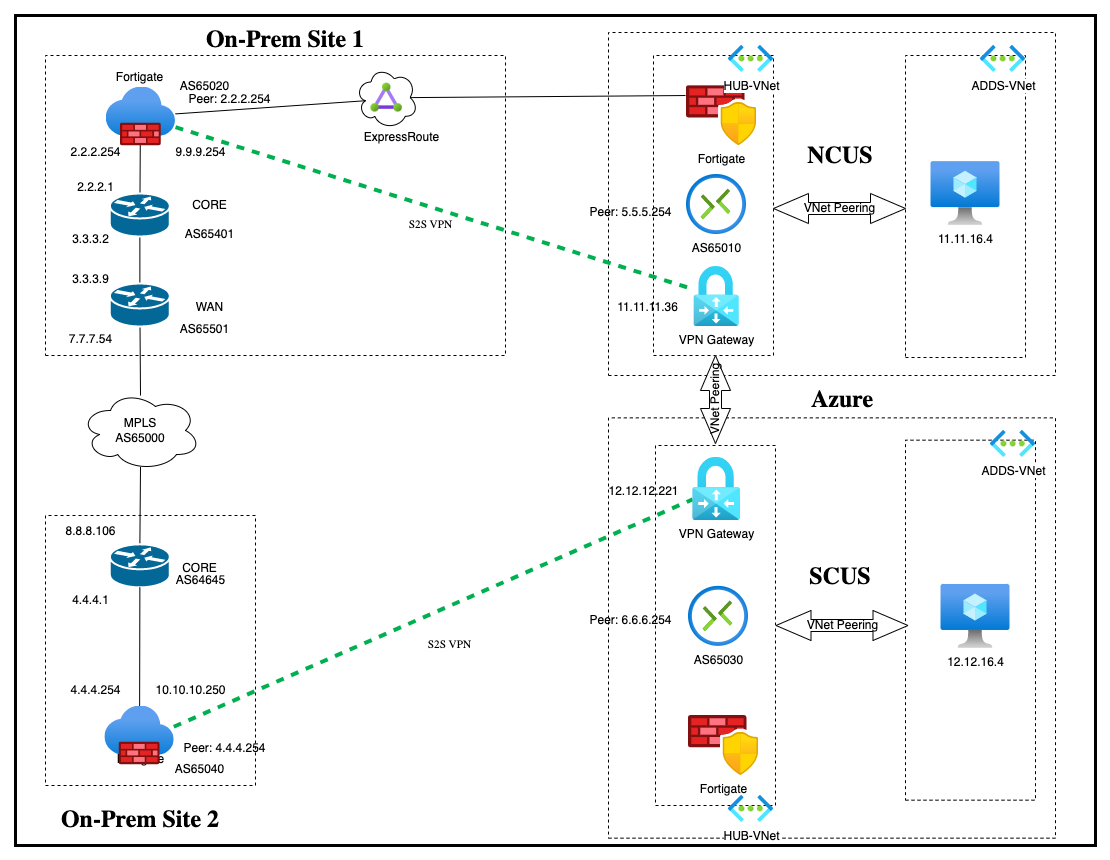 On-Prem Site 1
Fortigate
AS65020
Peer: 2.2.2.254
ExpressRoute
2.2.2.254
9.9.9.254
2.2.2.1
CORE
AS65401
3.3.3.2
3.3.3.9
WAN
AS65501
7.7.7.54
S2S VPN
HUB-VNet
Fortigate
Peer: 5.5.5.254
AS65010
11.11.11.36
VPN Gateway
NCUS
VNet Peering
ADDS-VNet
11.11.16.4
VNet Peering
Azure
MPLS
AS65000
8.8.8.106
CORE
AS64645
4.4.4.1
4.4.4.254
10.10.10.250
Peer: 4.4.4.254
AS65040
On-Prem Site 2
S2S VPN
12.12.12.221
VPN Gateway
Peer: 6.6.6.254
AS65030
Fortigate
HUB-VNet
SCUS
VNet Peering
ADDS-VNet
12.12.16.4